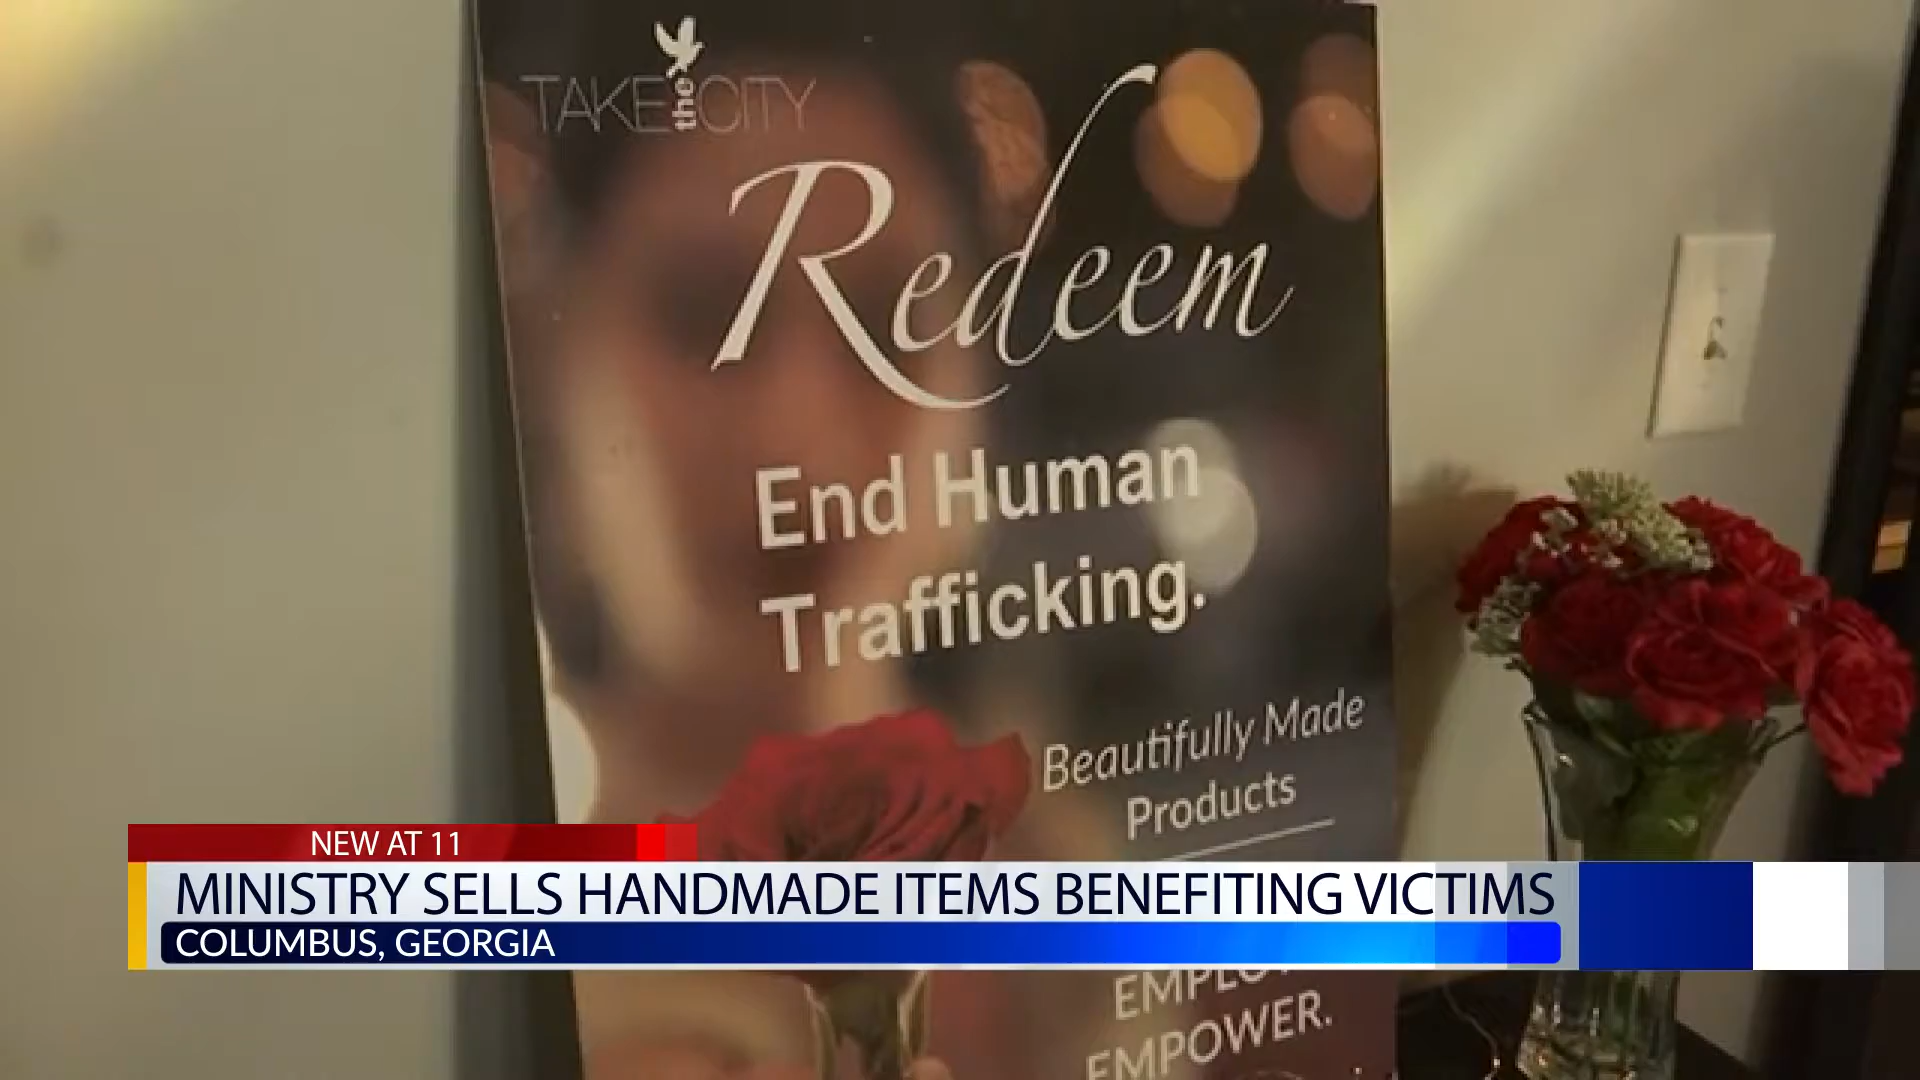 TAKE the CITY
Redeem
End Human
Trafficking.
Beautifully Made
Products
NEW AT 11
MINISTRY SELLS HANDMADE ITEMS BENEFITING VICTIMS
COLUMBUS, GEORGIA
EMPOWER.